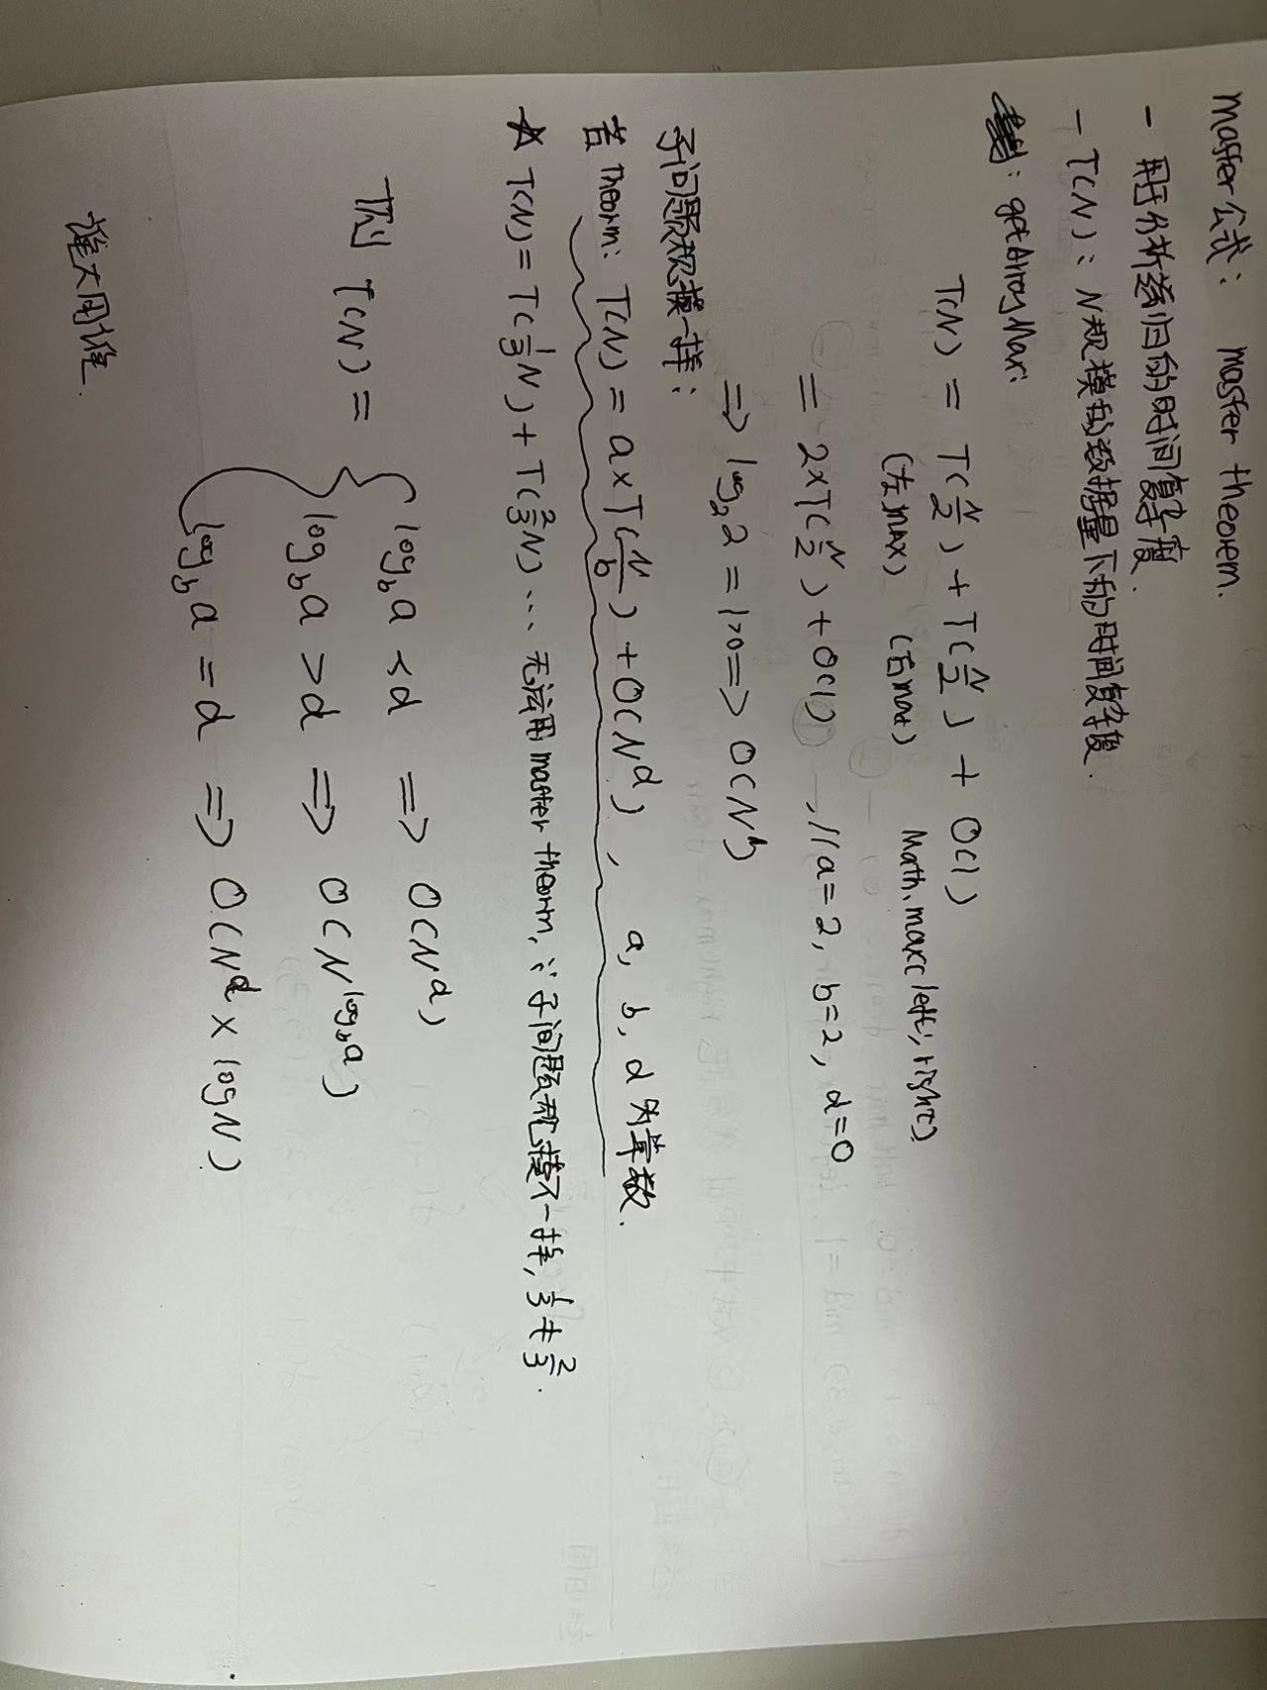 master公式： master theorem.
- 用于分析递归的时间复杂度.
- T(N)：N规模的数据量下的时间复杂度.
: getArrayMax:
T(N) = T(N/2) + T(N/2) + O(1)
(左max) (右max) Math.max(left, right)
= 2×T(N/2) + O(1) , // a=2, b=2, d=0
=> log₂2 = 1>0 => O(N)
子问题规模一样：
若 theorm: T(N) = a×T(N/b) + O(N^d) , a, b, d 为常数.
☆ T(N) = T(1/3 N) + T(2/3 N) ... 无法用 master theorm, ∵子问题规模不一样, 1/3 ≠ 2/3.
则 T(N) = { log_b a < d => O(N^d)
log_b a > d => O(N^log_b a)
log_b a = d => O(N^d × log N)
谁大用谁.